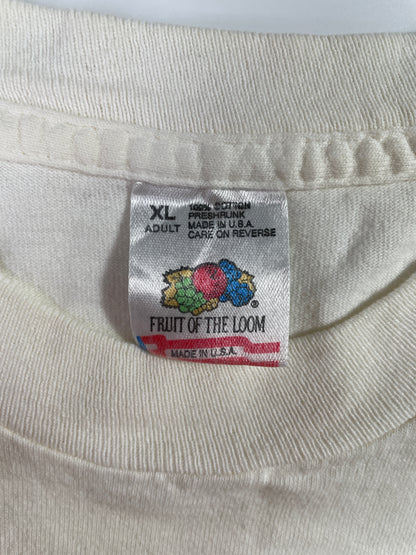 XL
ADULT
100% COTTON
PRESHRUNK
MADE IN U.S.A.
CARE ON REVERSE
®
FRUIT OF THE LOOM
MADE IN U.S.A.